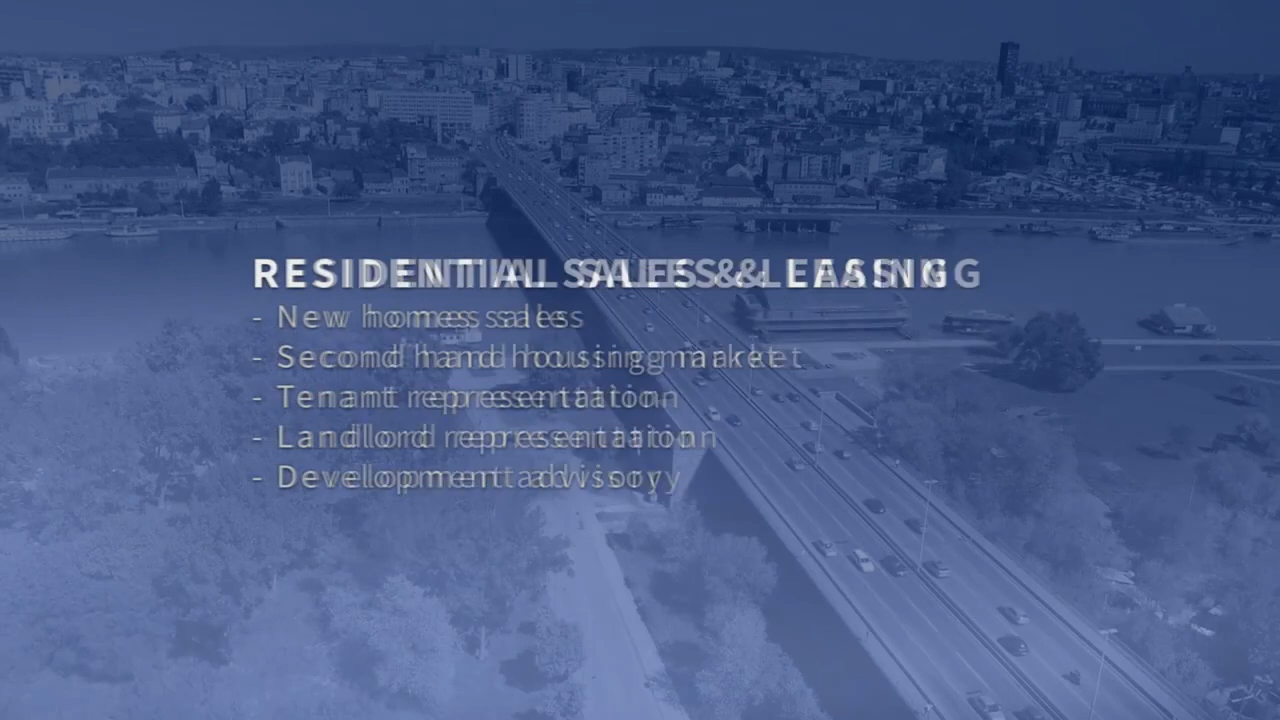 RESIDENTIAL SALES & LEASING
- New homes sales
- Second hand housing market
- Tenant representation
- Landlord representation
- Development advisory